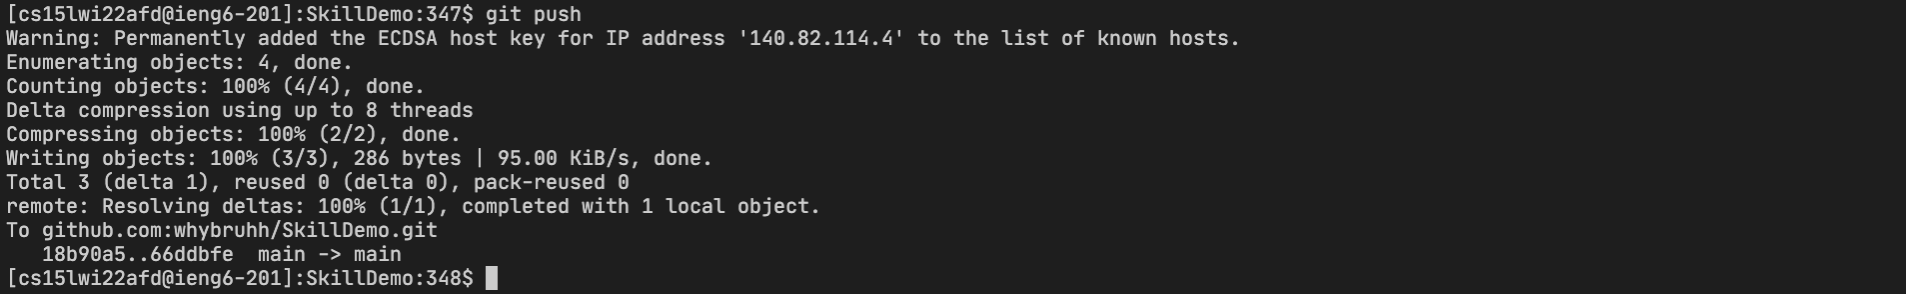 [cs15lwi22afd@ieng6-201]:SkillDemo:347$ git push
Warning: Permanently added the ECDSA host key for IP address '140.82.114.4' to the list of known hosts.
Enumerating objects: 4, done.
Counting objects: 100% (4/4), done.
Delta compression using up to 8 threads
Compressing objects: 100% (2/2), done.
Writing objects: 100% (3/3), 286 bytes | 95.00 KiB/s, done.
Total 3 (delta 1), reused 0 (delta 0), pack-reused 0
remote: Resolving deltas: 100% (1/1), completed with 1 local object.
To github.com:whybruhh/SkillDemo.git
   18b90a5..66ddbfe  main -> main
[cs15lwi22afd@ieng6-201]:SkillDemo:348$